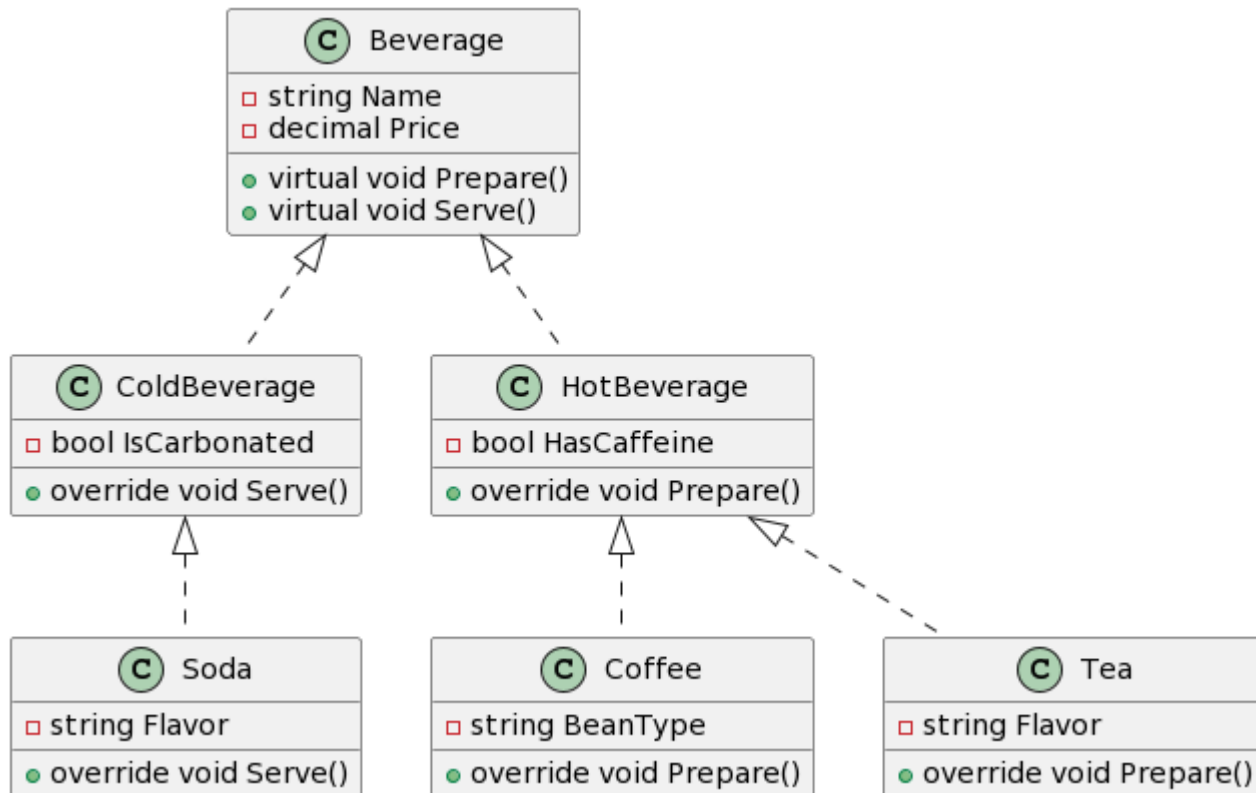 C Beverage
string Name
decimal Price
virtual void Prepare()
virtual void Serve()
C ColdBeverage
bool IsCarbonated
override void Serve()
C HotBeverage
bool HasCaffeine
override void Prepare()
C Soda
string Flavor
override void Serve()
C Coffee
string BeanType
override void Prepare()
C Tea
string Flavor
override void Prepare()